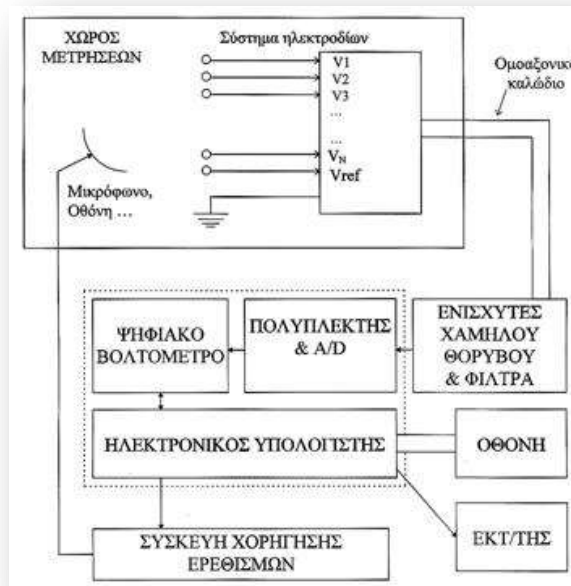 ΧΩΡΟΣ
ΜΕΤΡΗΣΕΩΝ
Σύστημα ηλεκτροδίων
V1
V2
V3
...
...
V_N
Vref
Ομοαξονικ
καλώδιο
Μικρόφωνο,
Οθόνη ...
ΨΗΦΙΑΚΟ
ΒΟΛΤΟΜΕΤΡΟ
ΠΟΛΥΠΛΕΚΤΗΣ
& A/D
ΕΝΙΣΧΥΤΕΣ
ΧΑΜΗΛΟΥ
ΘΟΡΥΒΟΥ
& ΦΙΛΤΡΑ
ΗΛΕΚΤΡΟΝΙΚΟΣ ΥΠΟΛΟΓΙΣΤΗΣ
ΟΘΟΝΗ
ΣΥΣΚΕΥΗ ΧΟΡΗΓΗΣΗΣ
ΕΡΕΘΙΣΜΩΝ
ΕΚΤ/ΤΗΣ